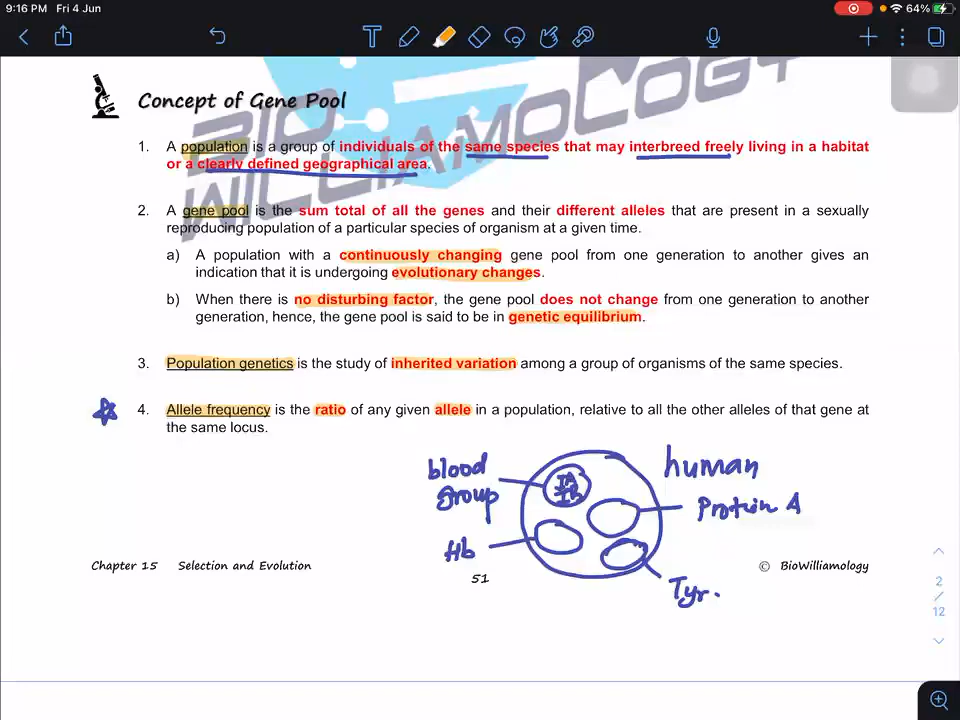 9:16 PM Fri 4 Jun
64%
BIO
WILLIAMOLOGY
Concept of Gene Pool
1. A population is a group of individuals of the same species that may interbreed freely living in a habitat
or a clearly defined geographical area.
2. A gene pool is the sum total of all the genes and their different alleles that are present in a sexually
reproducing population of a particular species of organism at a given time.
a) A population with a continuously changing gene pool from one generation to another gives an
indication that it is undergoing evolutionary changes.
b) When there is no disturbing factor, the gene pool does not change from one generation to another
generation, hence, the gene pool is said to be in genetic equilibrium.
3. Population genetics is the study of inherited variation among a group of organisms of the same species.
4. Allele frequency is the ratio of any given allele in a population, relative to all the other alleles of that gene at
the same locus.
blood
group
IA
human
Protein A
Hb
Tyr.
Chapter 15 Selection and Evolution
51
© BioWilliamology
2
/
12